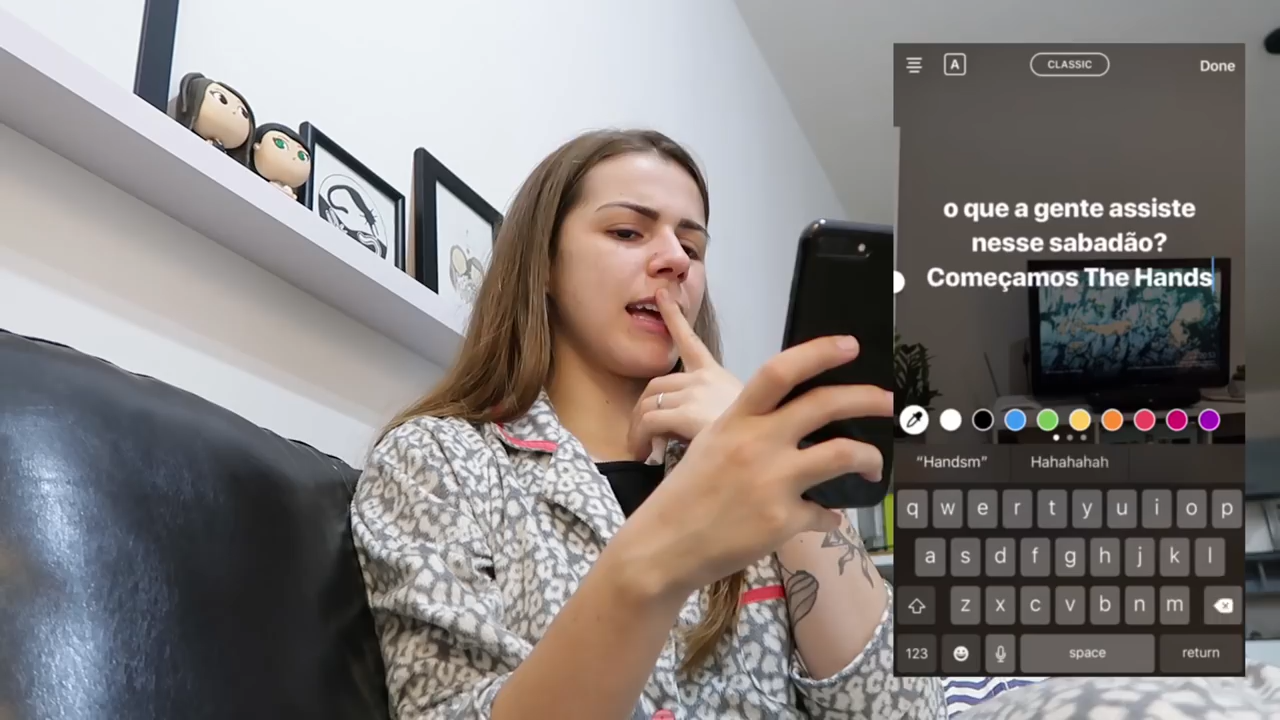 A
CLASSIC
Done
o que a gente assiste
nesse sabadão?
Começamos The Hands
“Handsm”
Hahahahah
q w e r t y u i o p
a s d f g h j k l
z x c v b n m
123
space
return